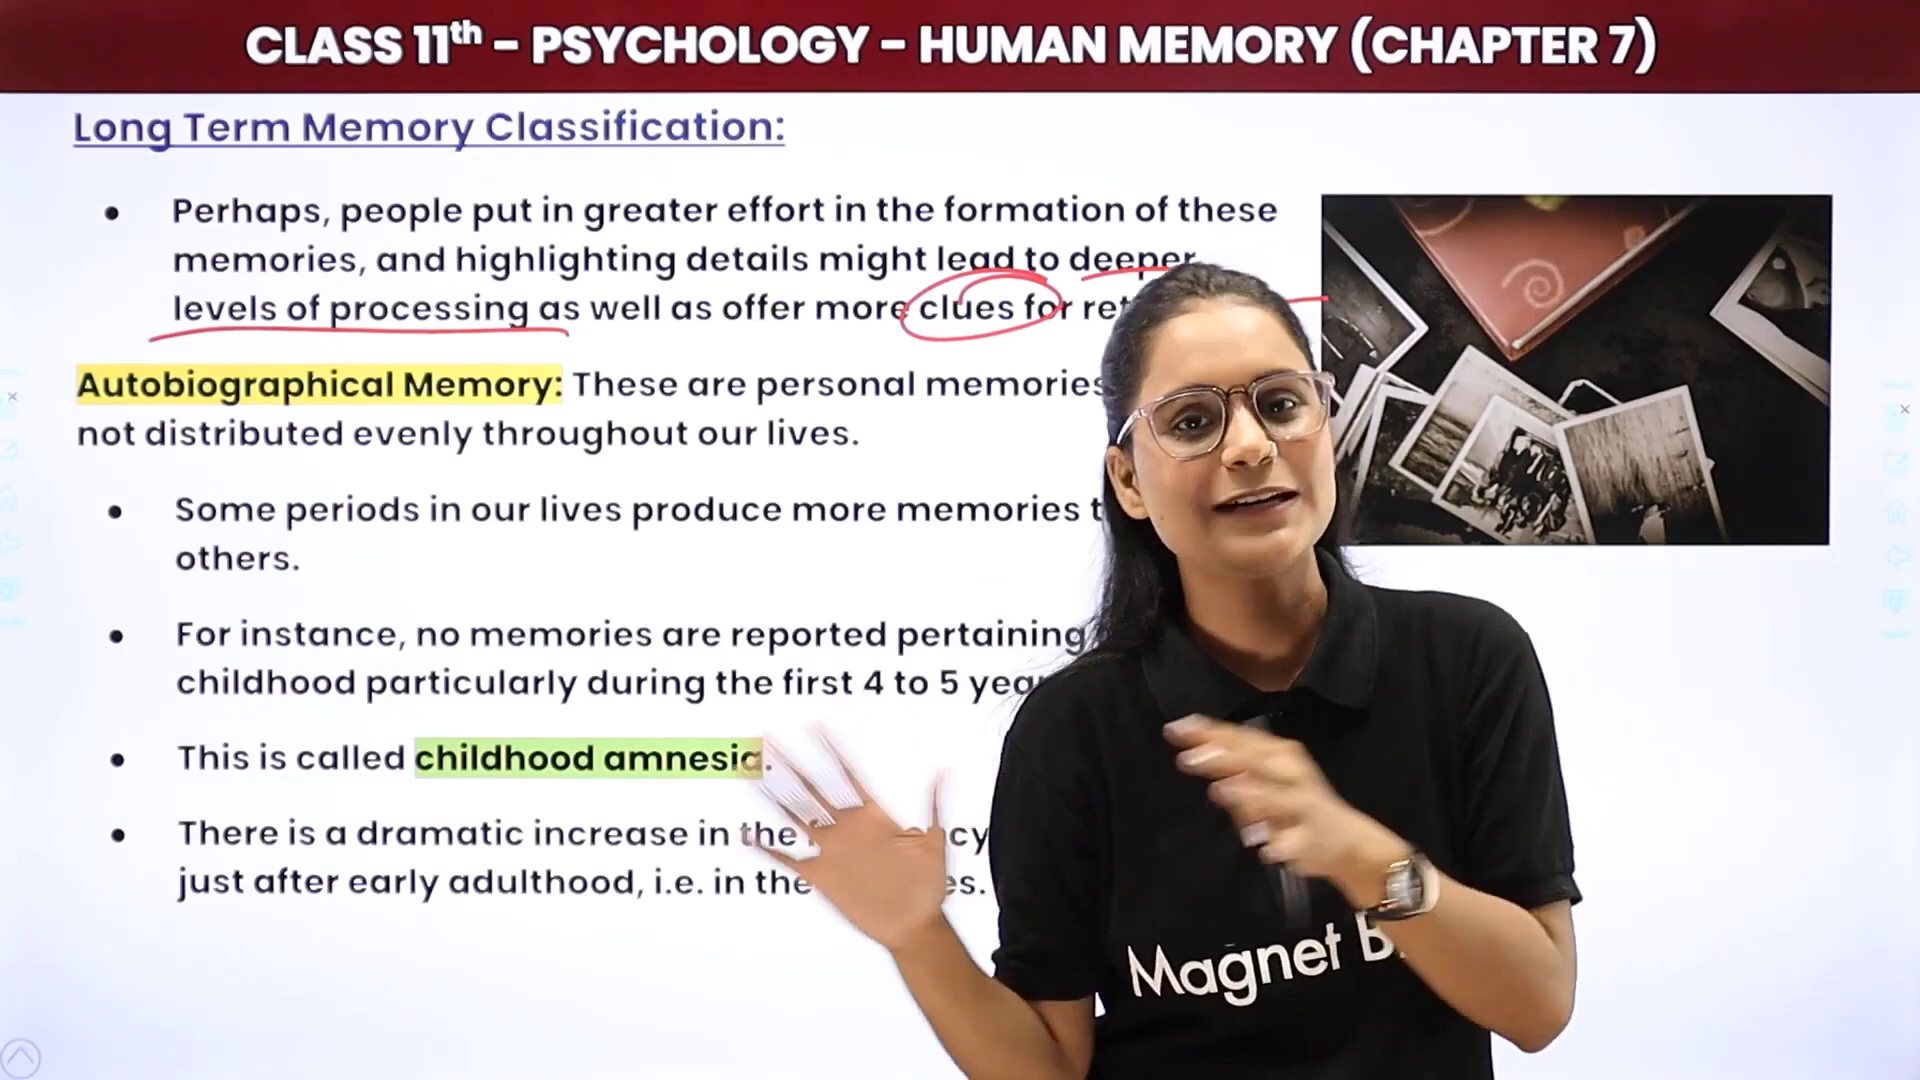 CLASS 11th – PSYCHOLOGY – HUMAN MEMORY (CHAPTER 7)
Long Term Memory Classification:
• Perhaps, people put in greater effort in the formation of these
memories, and highlighting details might lead to deeper
levels of processing as well as offer more clues for
Autobiographical Memory: These are personal memories
not distributed evenly throughout our lives.
• Some periods in our lives produce more memories
others.
• For instance, no memories are reported pertaining
childhood particularly during the first 4 to 5
• This is called childhood amnesia.
• There is a dramatic increase in the
just after early adulthood, i.e. in the
Magnet